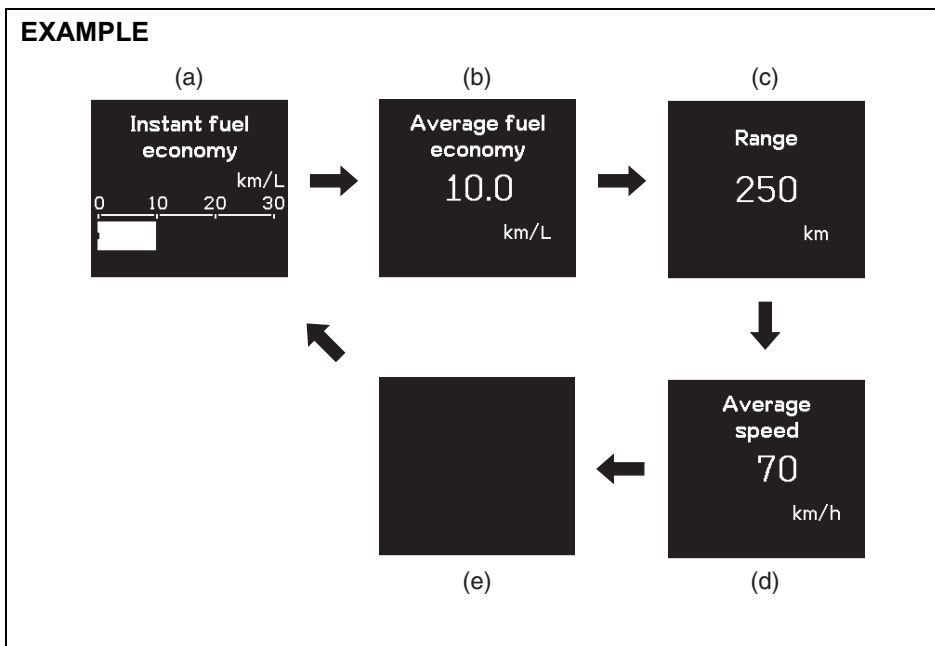 EXAMPLE
(a)
Instant fuel
economy
km/L
0 10 20 30
(b)
Average fuel
economy
10.0
km/L
(c)
Range
250
km
Average
speed
70
km/h
(d)
(e)